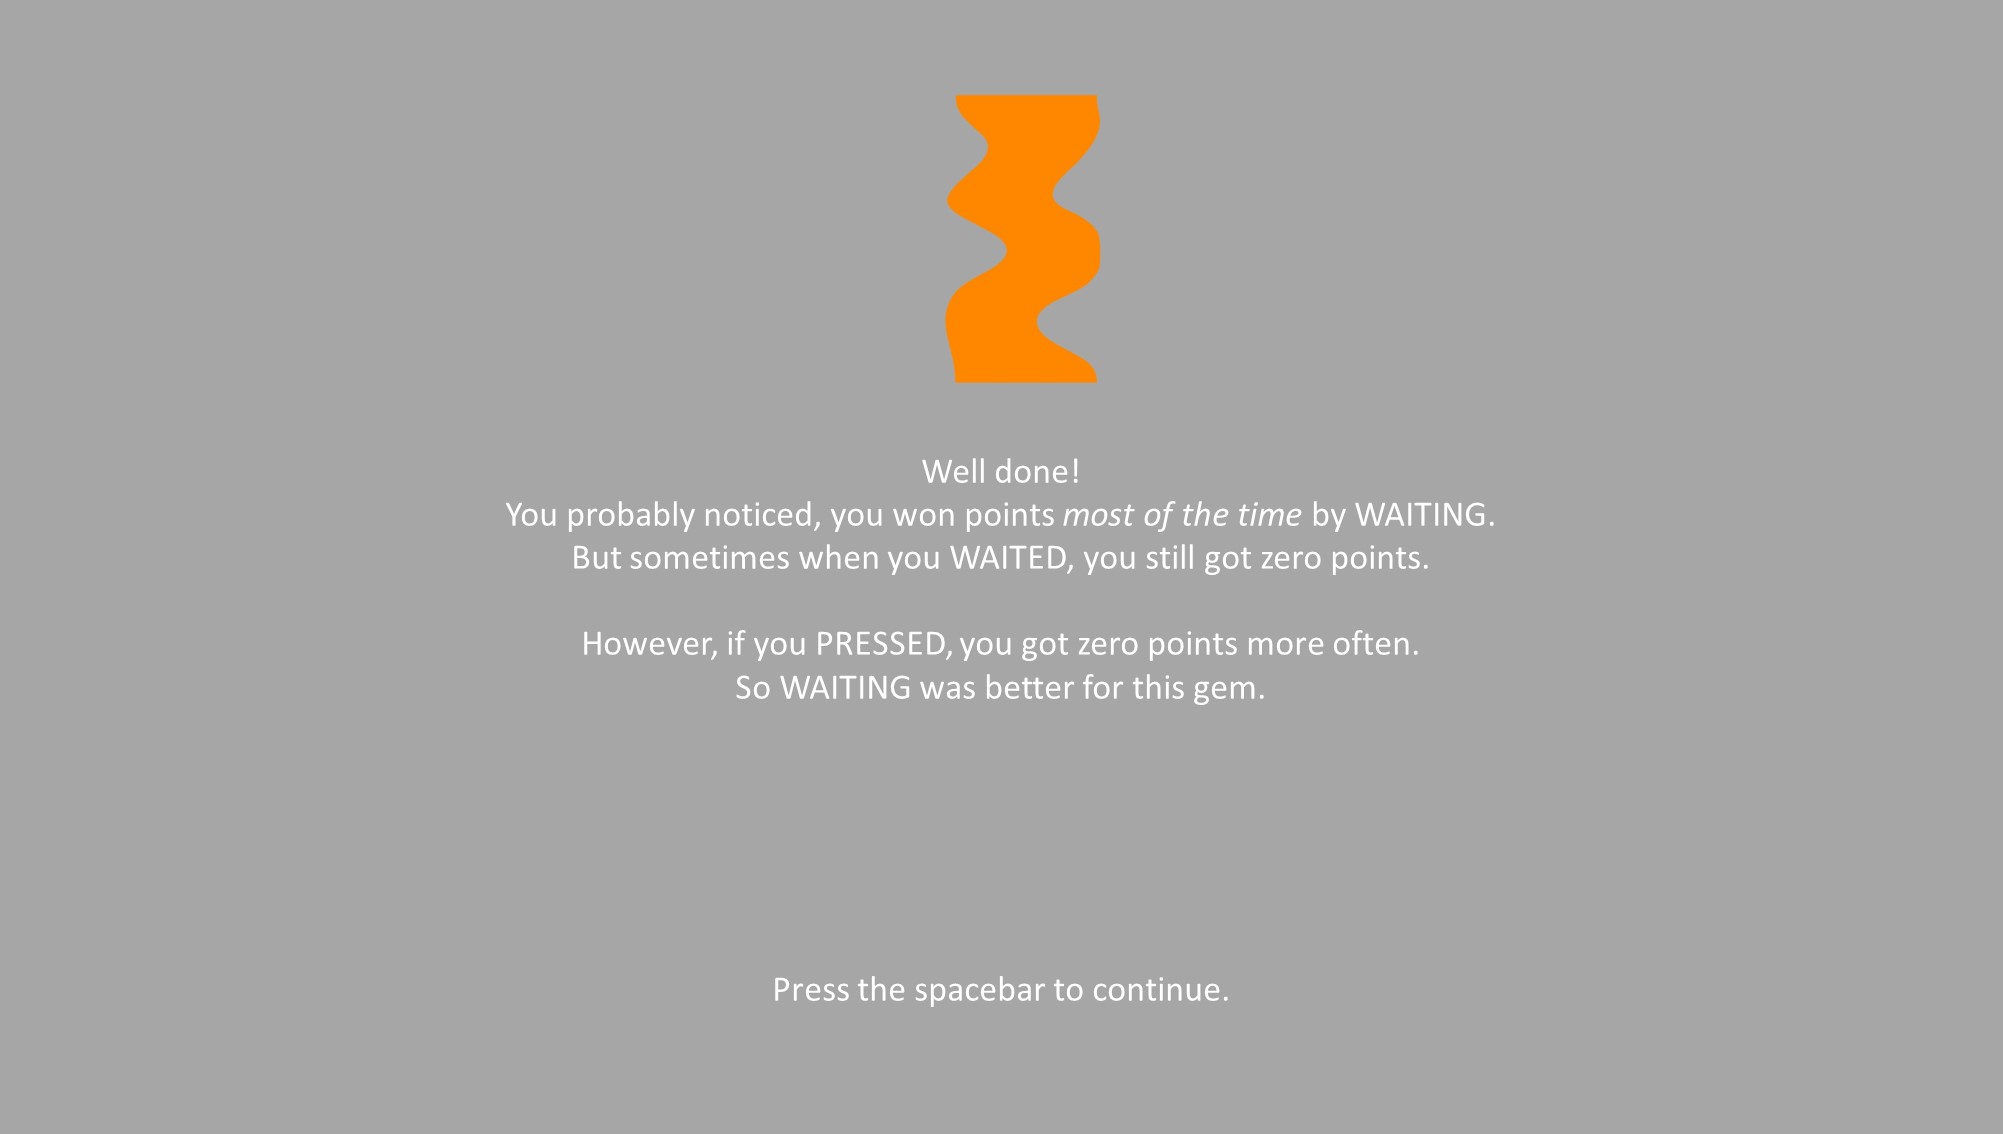 Well done!
You probably noticed, you won points most of the time by WAITING.
But sometimes when you WAITED, you still got zero points.
However, if you PRESSED, you got zero points more often.
So WAITING was better for this gem.
Press the spacebar to continue.